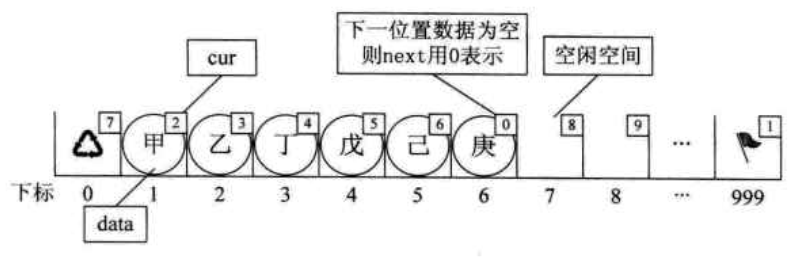 下一位置数据为空
则next用0表示
cur
空闲空间
7 2 3 4 5 6 0 8 9 1
甲 乙 丁 戊 己 庚 …
下标 0 1 2 3 4 5 6 7 8 … 999
data